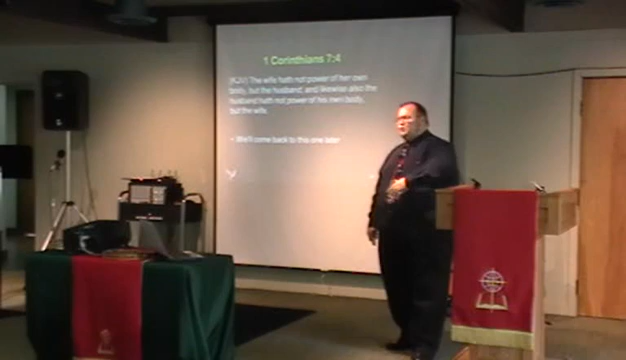 1 Corinthians 7:4
(KJV) The wife hath not power of her own
body, but the husband: and likewise also the
husband hath not power of his own body,
but the wife.
• We'll come back to this one later